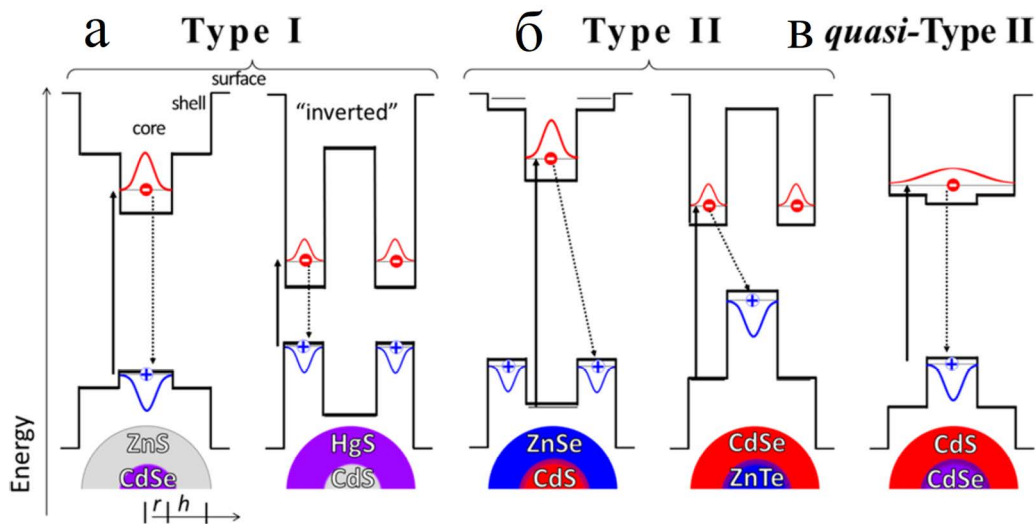 а Type I б Type II в quasi-Type II
surface
shell
core
"inverted"
Energy
ZnS
CdSe
HgS
CdS
ZnSe
CdS
CdSe
ZnTe
CdS
CdSe
r h